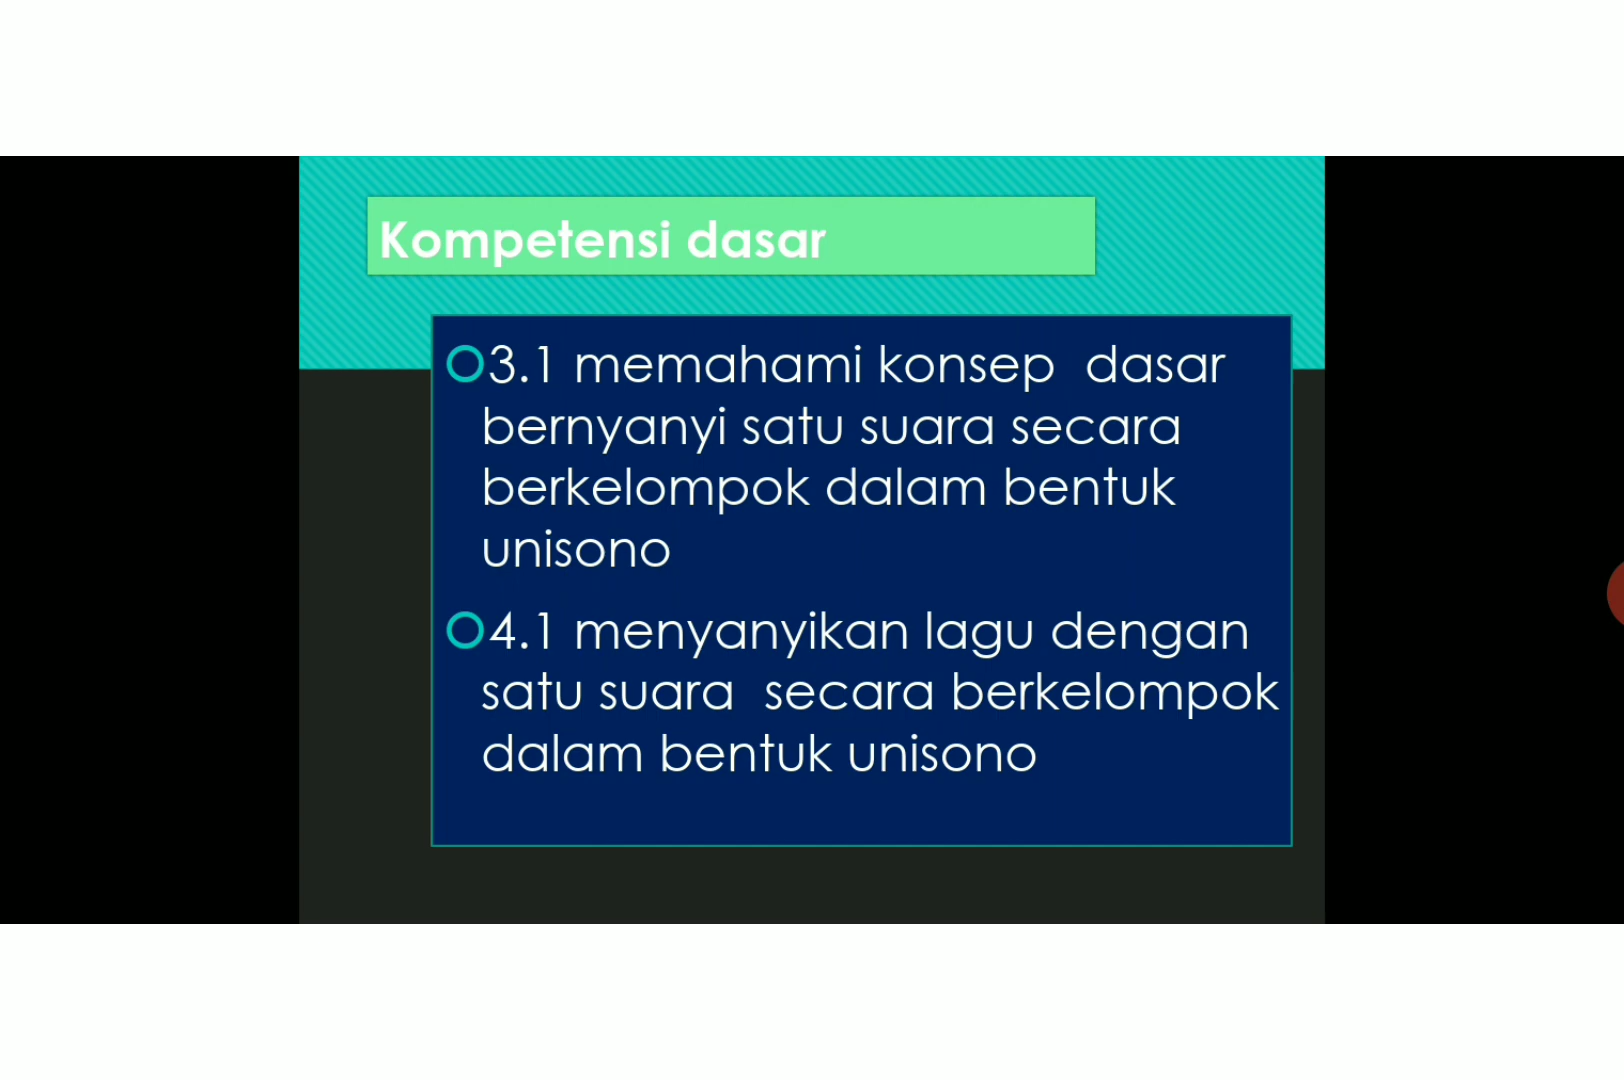 Kompetensi dasar
3.1 memahami konsep dasar
bernyanyi satu suara secara
berkelompok dalam bentuk
unisono
4.1 menyanyikan lagu dengan
satu suara secara berkelompok
dalam bentuk unisono